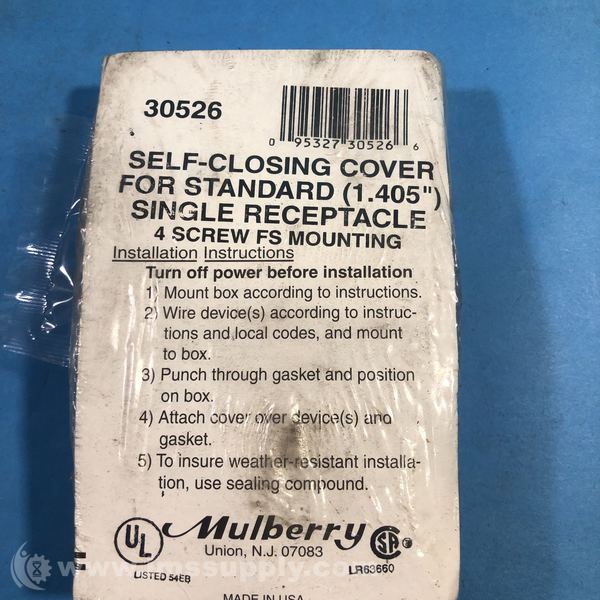 30526
0 95327 30526 6
SELF-CLOSING COVER
FOR STANDARD (1.405")
SINGLE RECEPTACLE
4 SCREW FS MOUNTING
Installation Instructions
Turn off power before installation
1) Mount box according to instructions.
2) Wire device(s) according to instruc-
tions and local codes, and mount
to box.
3) Punch through gasket and position
on box.
4) Attach cover over device(s) and
gasket.
5) To insure weather-resistant installa-
tion, use sealing compound.
UL Mulberry SA
Union, N.J. 07083
LISTED 54EB LR63660
MADE IN USA